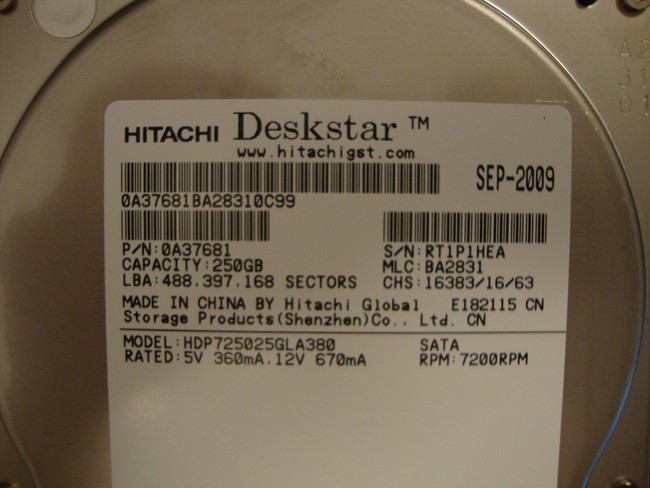 HITACHI Deskstar ™
www.hitachigst.com
SEP-2009
0A37681BA28310C99
P/N:0A37681 S/N:RT1P1HEA
CAPACITY:250GB MLC:BA2831
LBA:488.397.168 SECTORS CHS:16383/16/63
MADE IN CHINA BY Hitachi Global E182115 CN
Storage Products(Shenzhen)Co., Ltd. CN
MODEL:HDP725025GLA380 SATA
RATED:5V 360mA.12V 670mA RPM:7200RPM